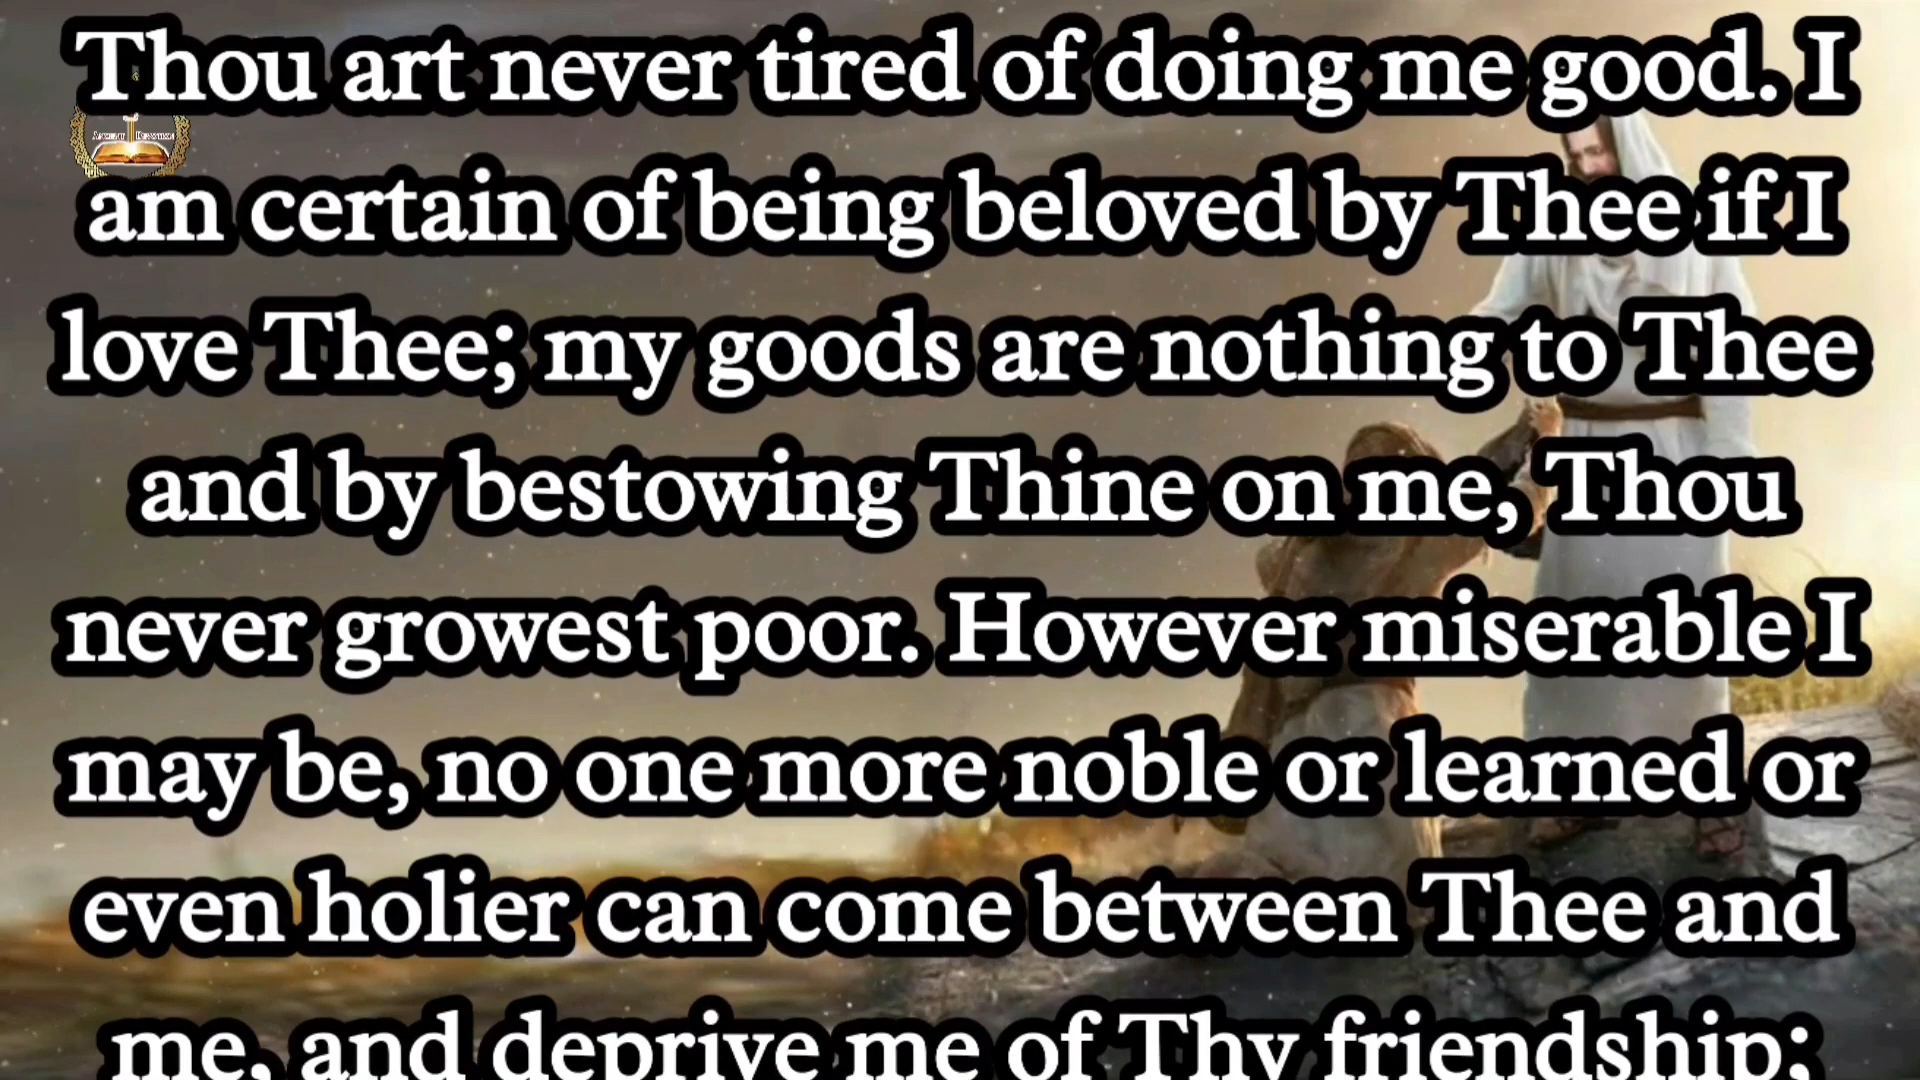 Thou art never tired of doing me good. I
am certain of being beloved by Thee if I
love Thee; my goods are nothing to Thee
and by bestowing Thine on me, Thou
never growest poor. However miserable I
may be, no one more noble or learned or
even holier can come between Thee and
me, and deprive me of Thy friendship;